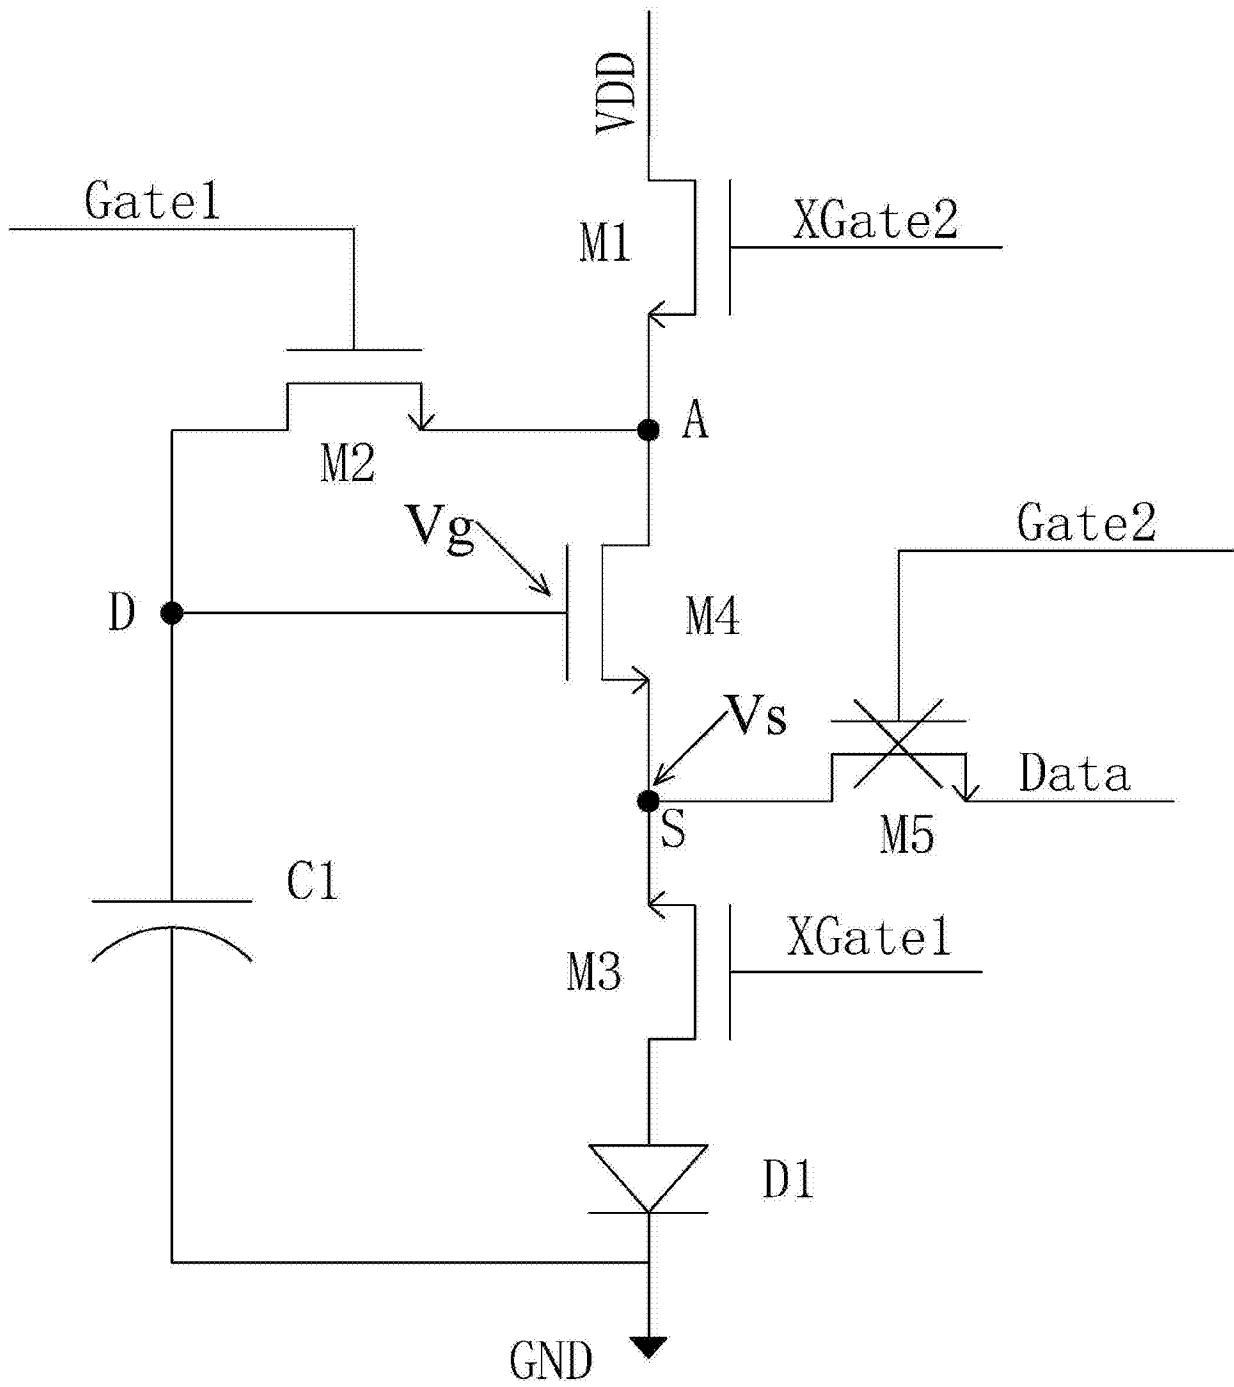 VDD
Gate1
XGate2
M1
A
M2
Vg
Gate2
D
M4
Vs
Data
S
M5
C1
XGate1
M3
D1
GND